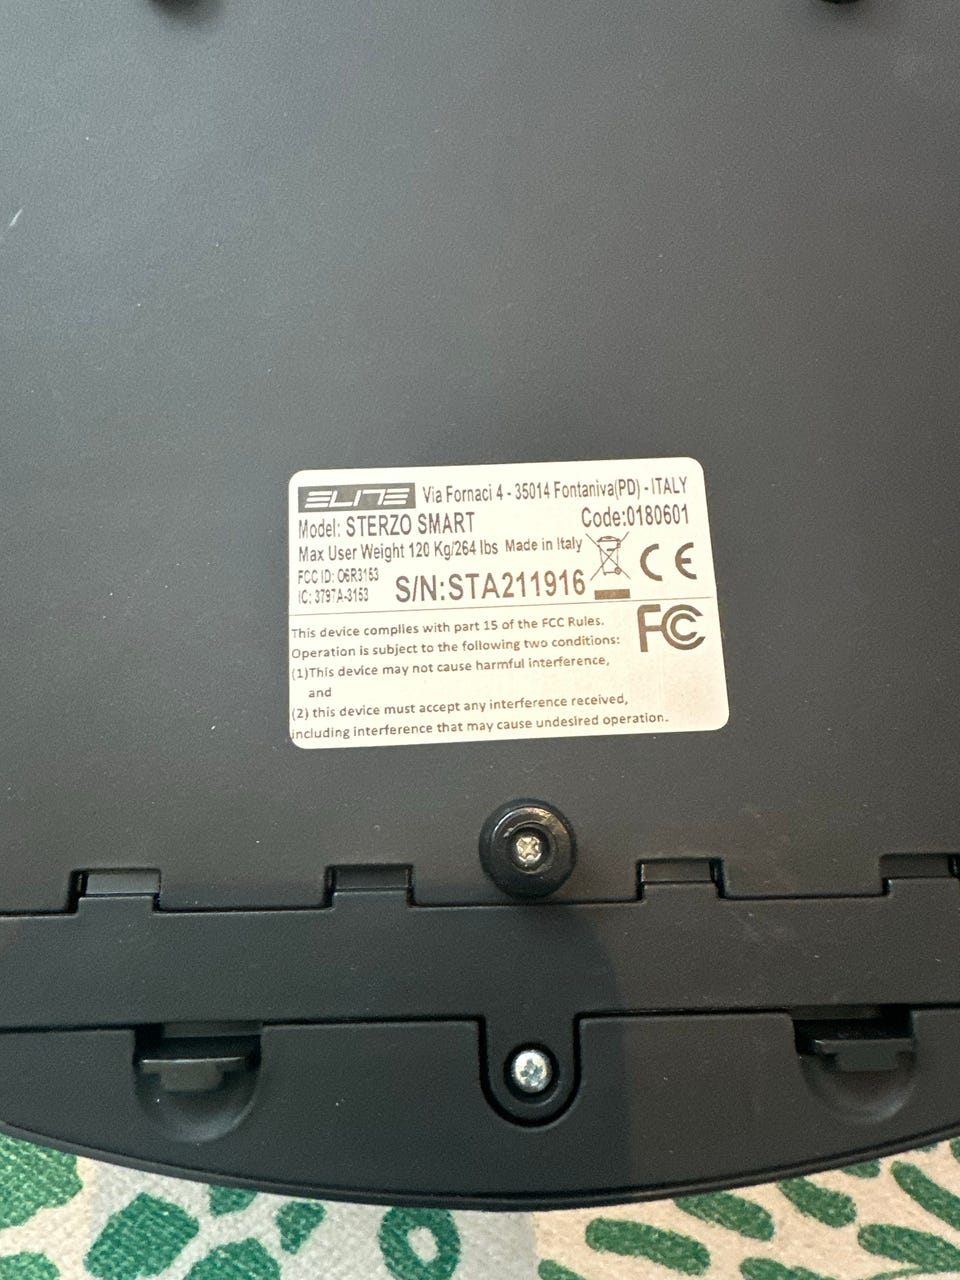 ELITE Via Fornaci 4 - 35014 Fontaniva(PD) - ITALY
Model: STERZO SMART Code:0180601
Max User Weight 120 Kg/264 lbs Made in Italy CE
FCC ID: O6R3153
IC: 3797A-3153
S/N:STA211916
FC
This device complies with part 15 of the FCC Rules.
Operation is subject to the following two conditions:
(1)This device may not cause harmful interference,
and
(2) this device must accept any interference received,
including interference that may cause undesired operation.